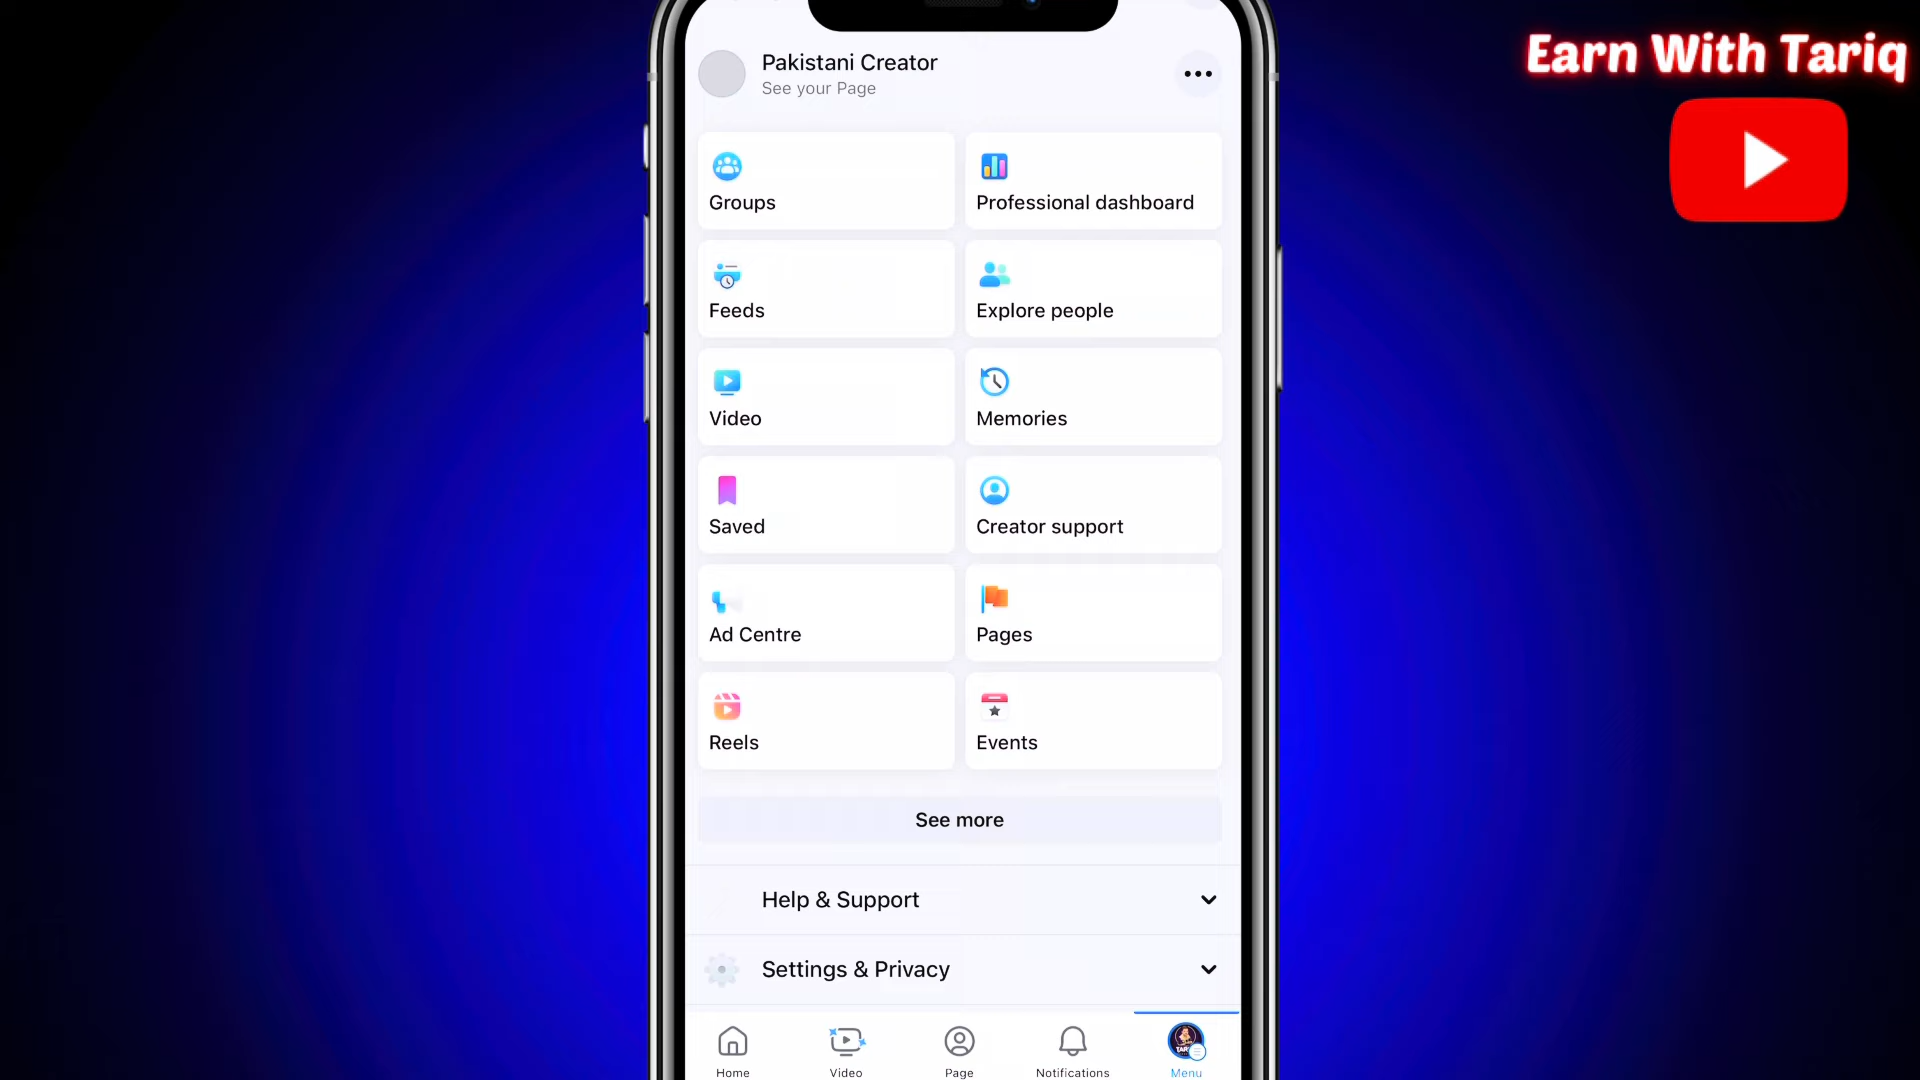 Earn With Tariq
Pakistani Creator
See your Page
Groups
Professional dashboard
Feeds
Explore people
Video
Memories
Saved
Creator support
Ad Centre
Pages
Reels
Events
See more
Help & Support
Settings & Privacy
Home
Video
Page
Notifications
Menu